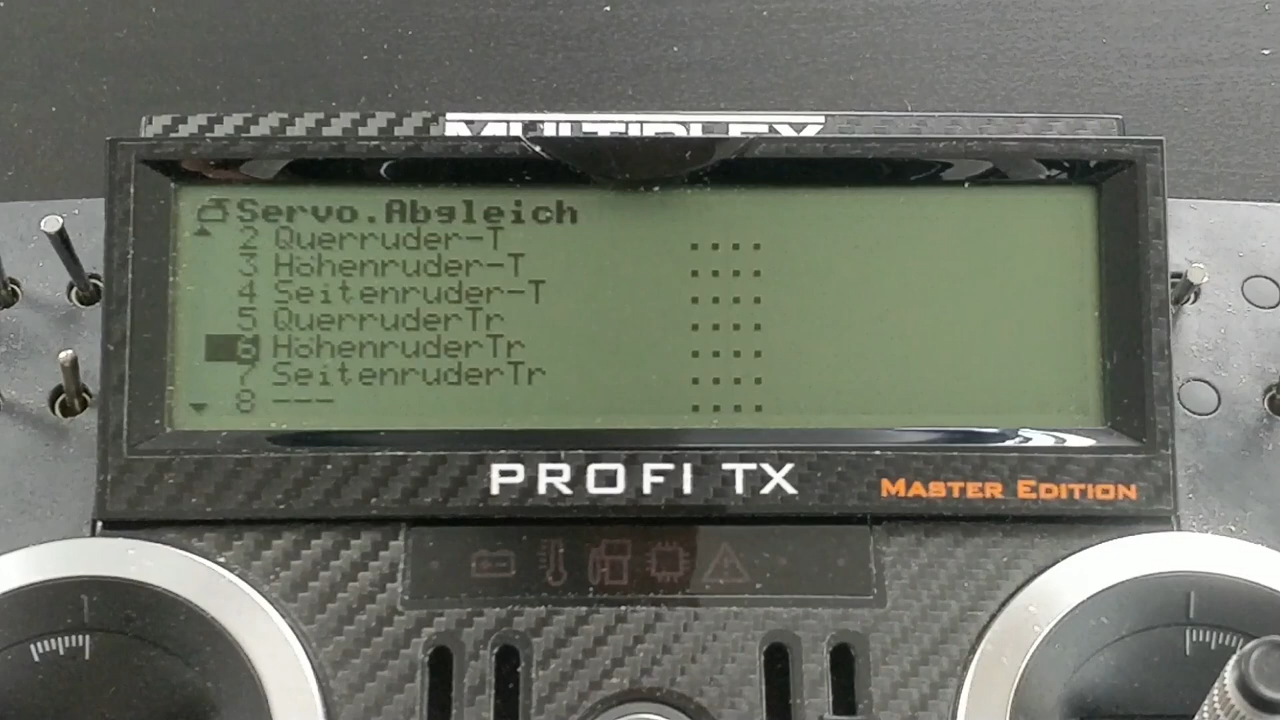 MULTIPLEX
Servo.Abgleich
2 Querruder-T ....
3 Höhenruder-T ....
4 Seitenruder-T ....
5 QuerruderTr ....
6 HöhenruderTr ....
7 SeitenruderTr ....
8 --- ....
PROFI TX
MASTER EDITION